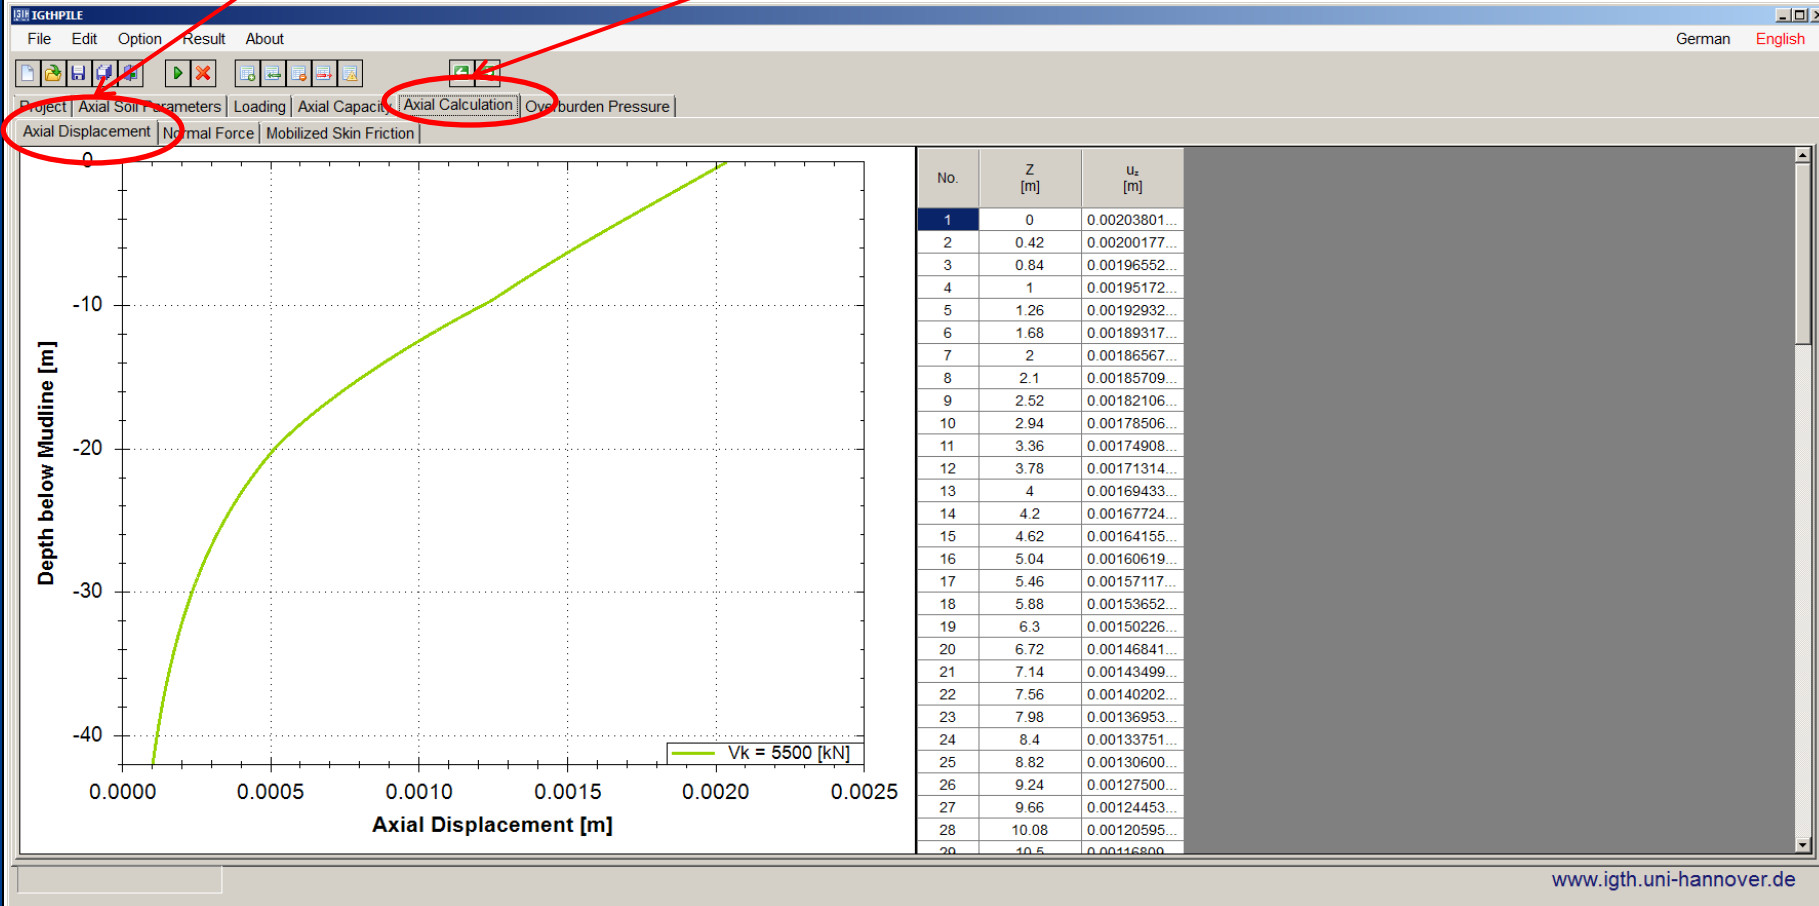 IGtHPILE
File Edit Option Result About German English
Project Axial Soil Parameters Loading Axial Capacity Axial Calculation Overburden Pressure
Axial Displacement Normal Force Mobilized Skin Friction
0
-10
-20
-30
-40
Depth below Mudline [m]
Vk = 5500 [kN]
0.0000 0.0005 0.0010 0.0015 0.0020 0.0025
Axial Displacement [m]
No. Z [m] uz [m]
1 0 0.00203801...
2 0.42 0.00200177...
3 0.84 0.00196552...
4 1 0.00195172...
5 1.26 0.00192932...
6 1.68 0.00189317...
7 2 0.00186567...
8 2.1 0.00185709...
9 2.52 0.00182106...
10 2.94 0.00178506...
11 3.36 0.00174908...
12 3.78 0.00171314...
13 4 0.00169433...
14 4.2 0.00167724...
15 4.62 0.00164155...
16 5.04 0.00160619...
17 5.46 0.00157117...
18 5.88 0.00153652...
19 6.3 0.00150226...
20 6.72 0.00146841...
21 7.14 0.00143499...
22 7.56 0.00140202...
23 7.98 0.00136953...
24 8.4 0.00133751...
25 8.82 0.00130600...
26 9.24 0.00127500...
27 9.66 0.00124453...
28 10.08 0.00120595...
29 10.5 0.00116809...
www.igth.uni-hannover.de